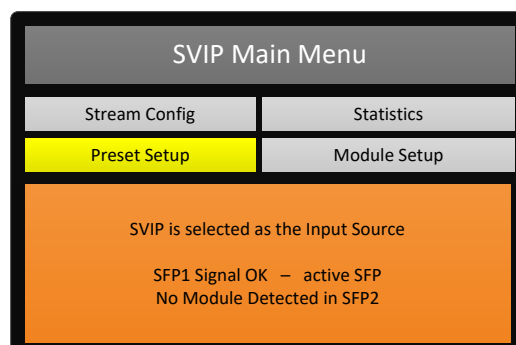 SVIP Main Menu
Stream Config
Statistics
Preset Setup
Module Setup
SVIP is selected as the Input Source
SFP1 Signal OK – active SFP
No Module Detected in SFP2